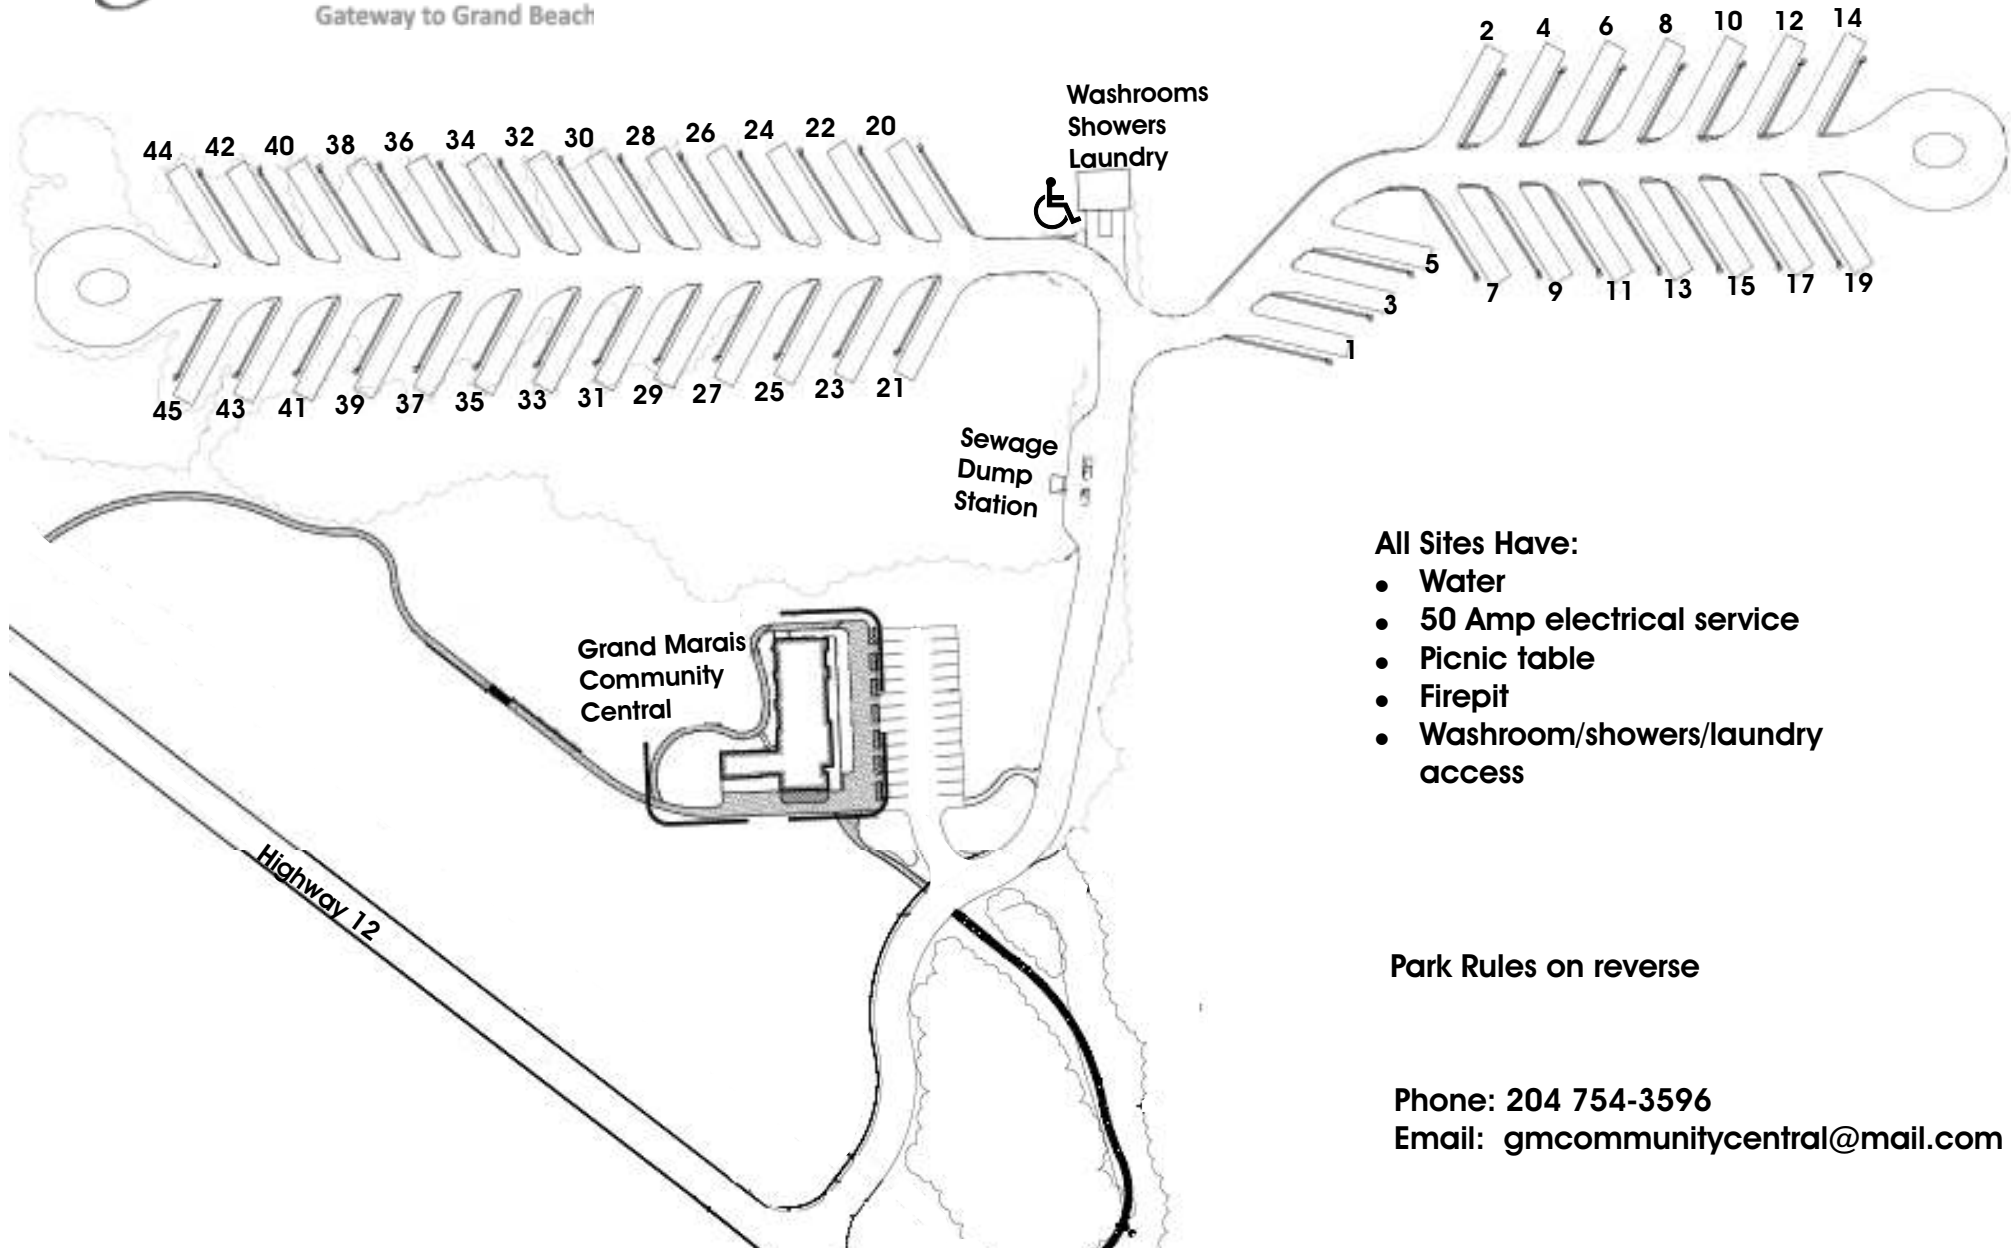 Gateway to Grand Beach
2 4 6 8 10 12 14
Washrooms
Showers
Laundry
44 42 40 38 36 34 32 30 28 26 24 22 20
5
3
1
7 9 11 13 15 17 19
45 43 41 39 37 35 33 31 29 27 25 23 21
Sewage
Dump
Station
All Sites Have:
• Water
• 50 Amp electrical service
• Picnic table
• Firepit
• Washroom/showers/laundry
access
Grand Marais
Community
Central
Highway 12
Park Rules on reverse
Phone: 204 754-3596
Email: gmcommunitycentral@mail.com